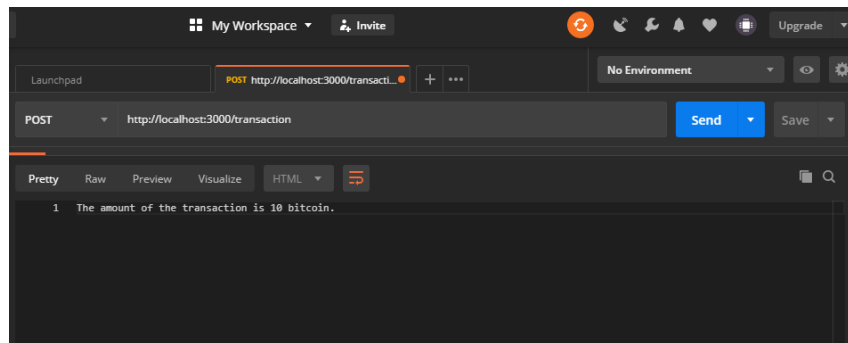 My Workspace Invite Upgrade
Launchpad POST http://localhost:3000/transacti... + ••• No Environment
POST http://localhost:3000/transaction Send Save
Pretty Raw Preview Visualize HTML
1 The amount of the transaction is 10 bitcoin.